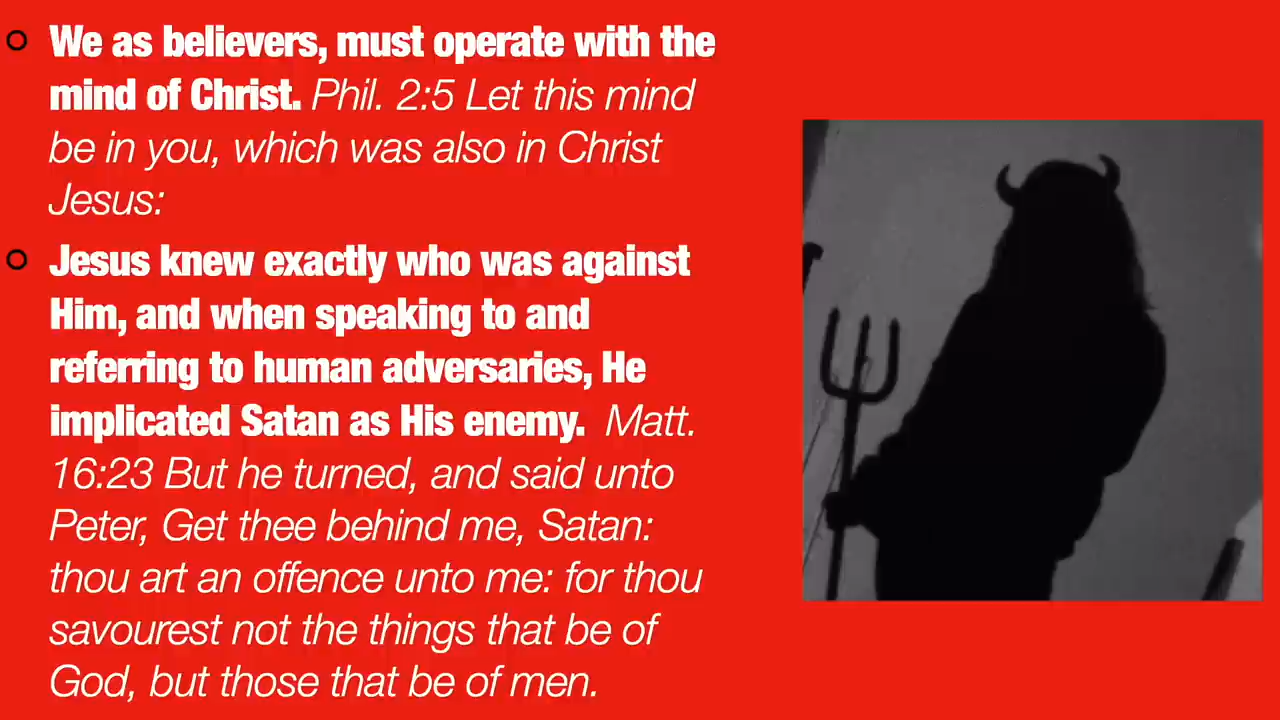 We as believers, must operate with the
mind of Christ. Phil. 2:5 Let this mind
be in you, which was also in Christ
Jesus:
Jesus knew exactly who was against
Him, and when speaking to and
referring to human adversaries, He
implicated Satan as His enemy. Matt.
16:23 But he turned, and said unto
Peter, Get thee behind me, Satan:
thou art an offence unto me: for thou
savourest not the things that be of
God, but those that be of men.